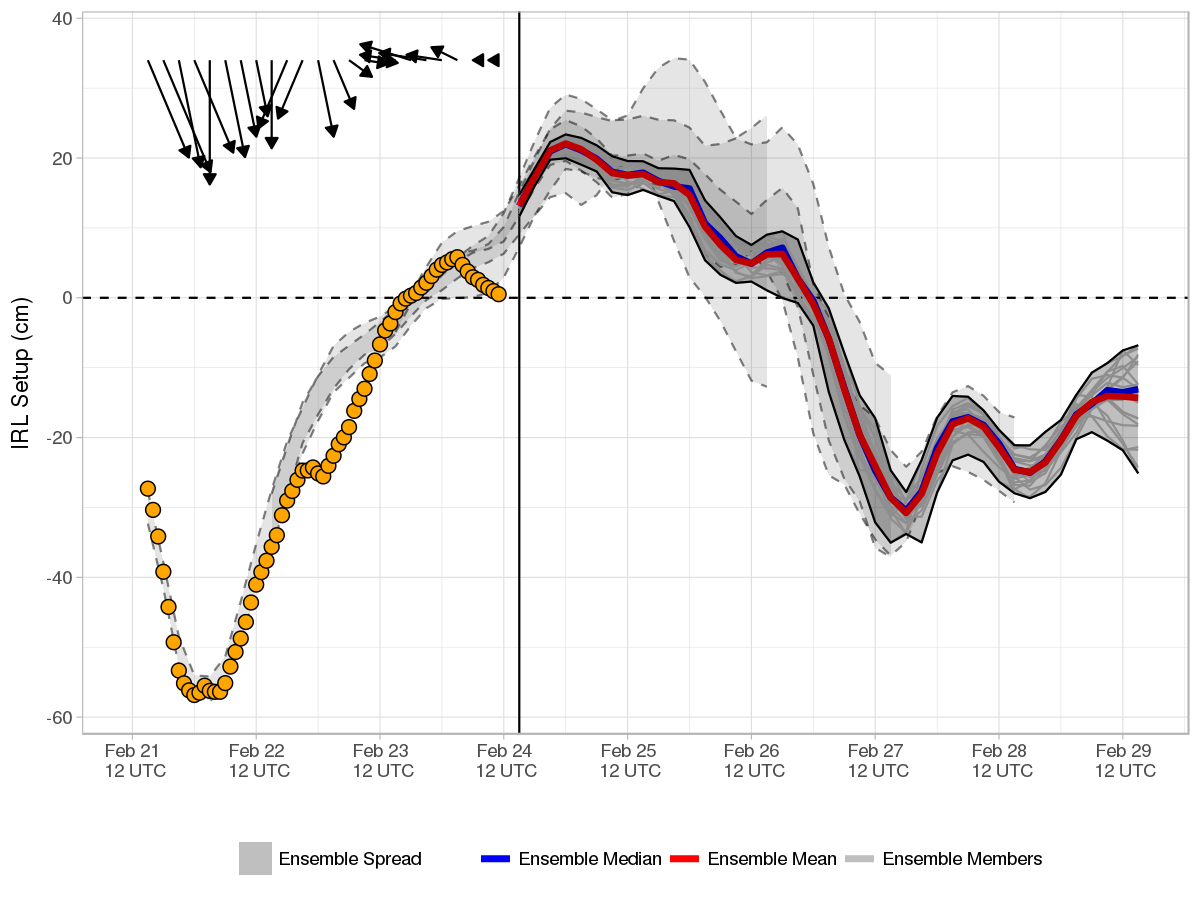 IRL Setup (cm)
40
20
0
-20
-40
-60
Feb 21 Feb 22 Feb 23 Feb 24 Feb 25 Feb 26 Feb 27 Feb 28 Feb 29
12 UTC 12 UTC 12 UTC 12 UTC 12 UTC 12 UTC 12 UTC 12 UTC 12 UTC
Ensemble Spread Ensemble Median Ensemble Mean Ensemble Members